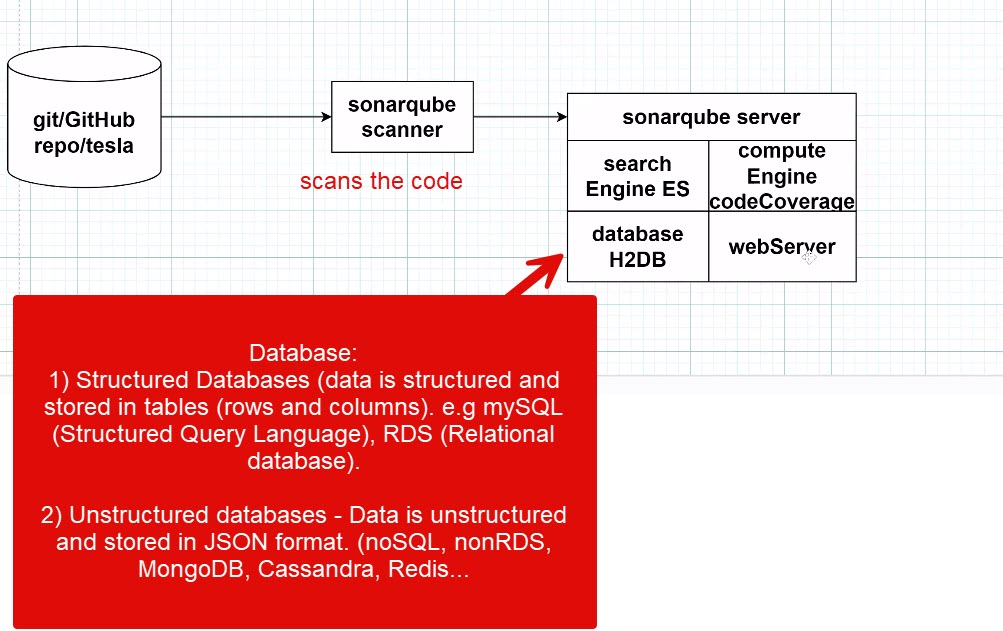 git/GitHub
repo/tesla
sonarqube
scanner
scans the code
sonarqube server
search
Engine ES
compute
Engine
codeCoverage
database
H2DB
webServer
Database:
1) Structured Databases (data is structured and
stored in tables (rows and columns). e.g mySQL
(Structured Query Language), RDS (Relational
database).
2) Unstructured databases - Data is unstructured
and stored in JSON format. (noSQL, nonRDS,
MongoDB, Cassandra, Redis...